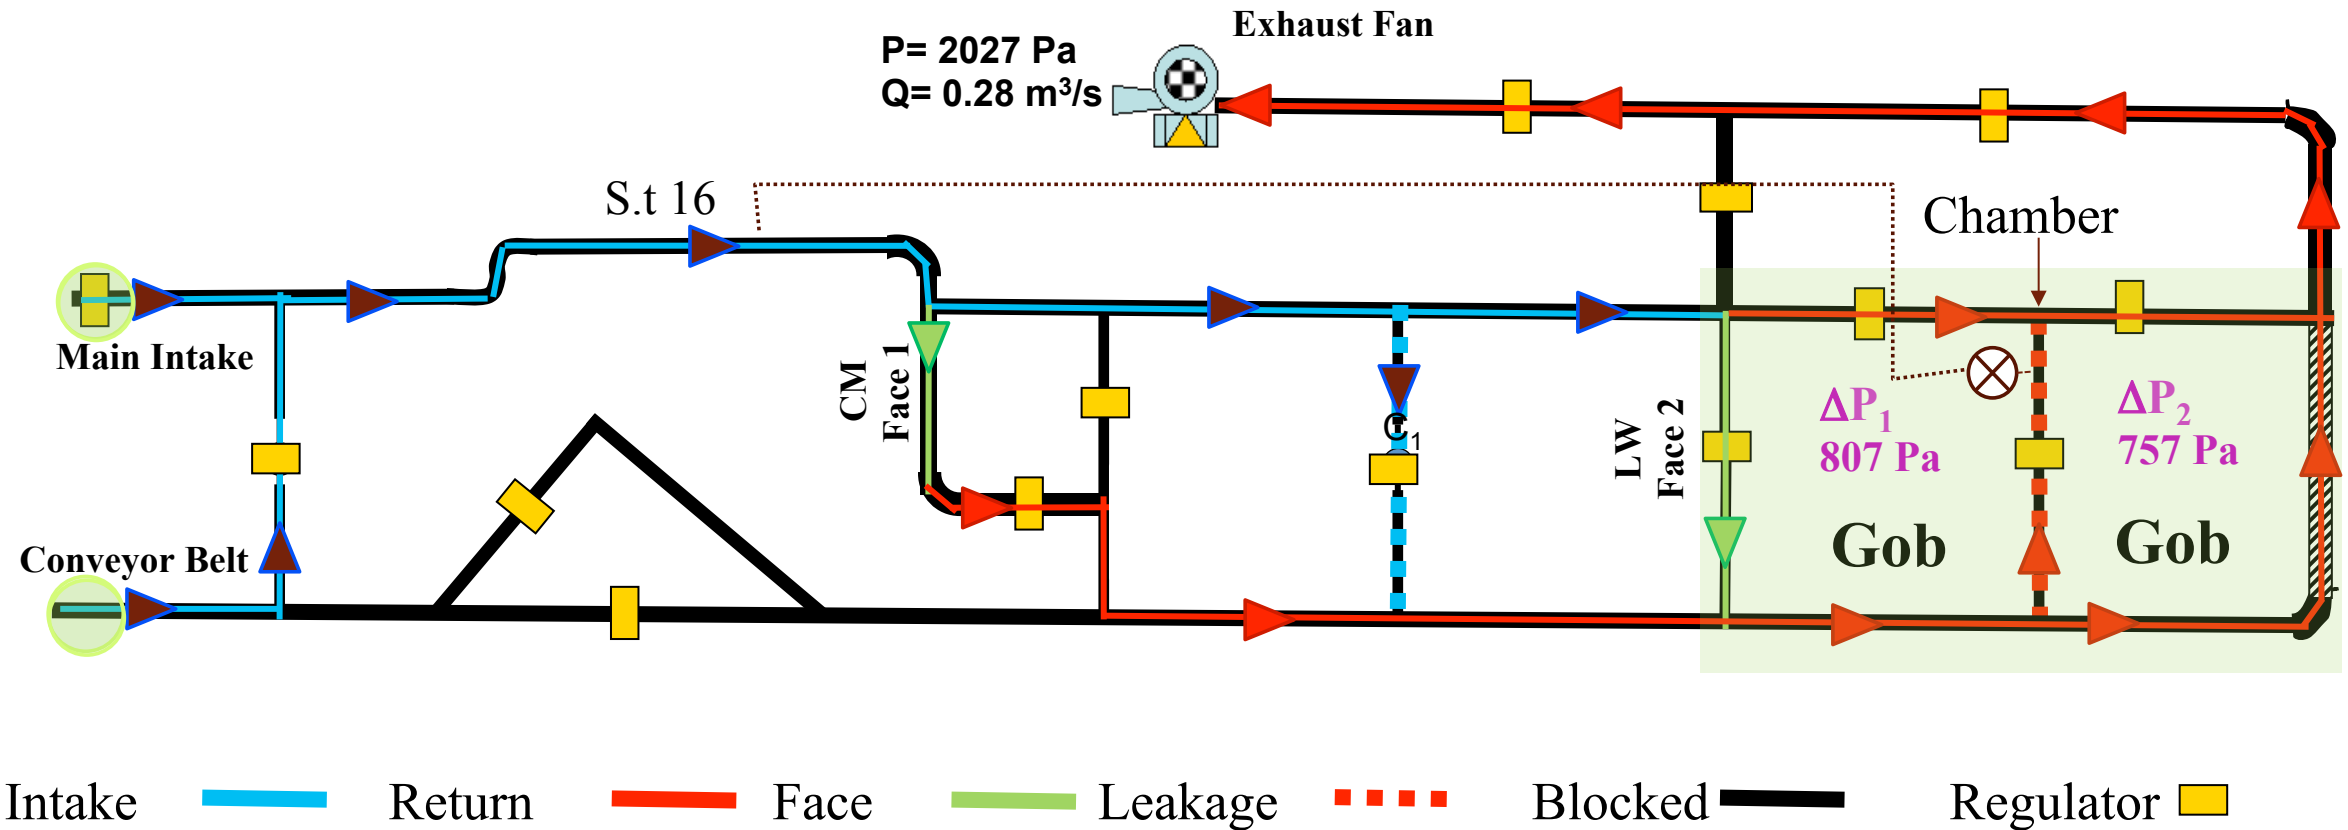 Exhaust Fan
P= 2027 Pa
Q= 0.28 m³/s
S.t 16
Chamber
Main Intake
CM
Face 1
C₁
LW
Face 2
ΔP₁
807 Pa
ΔP₂
757 Pa
Conveyor Belt
Gob
Gob
Intake Return Face Leakage Blocked Regulator